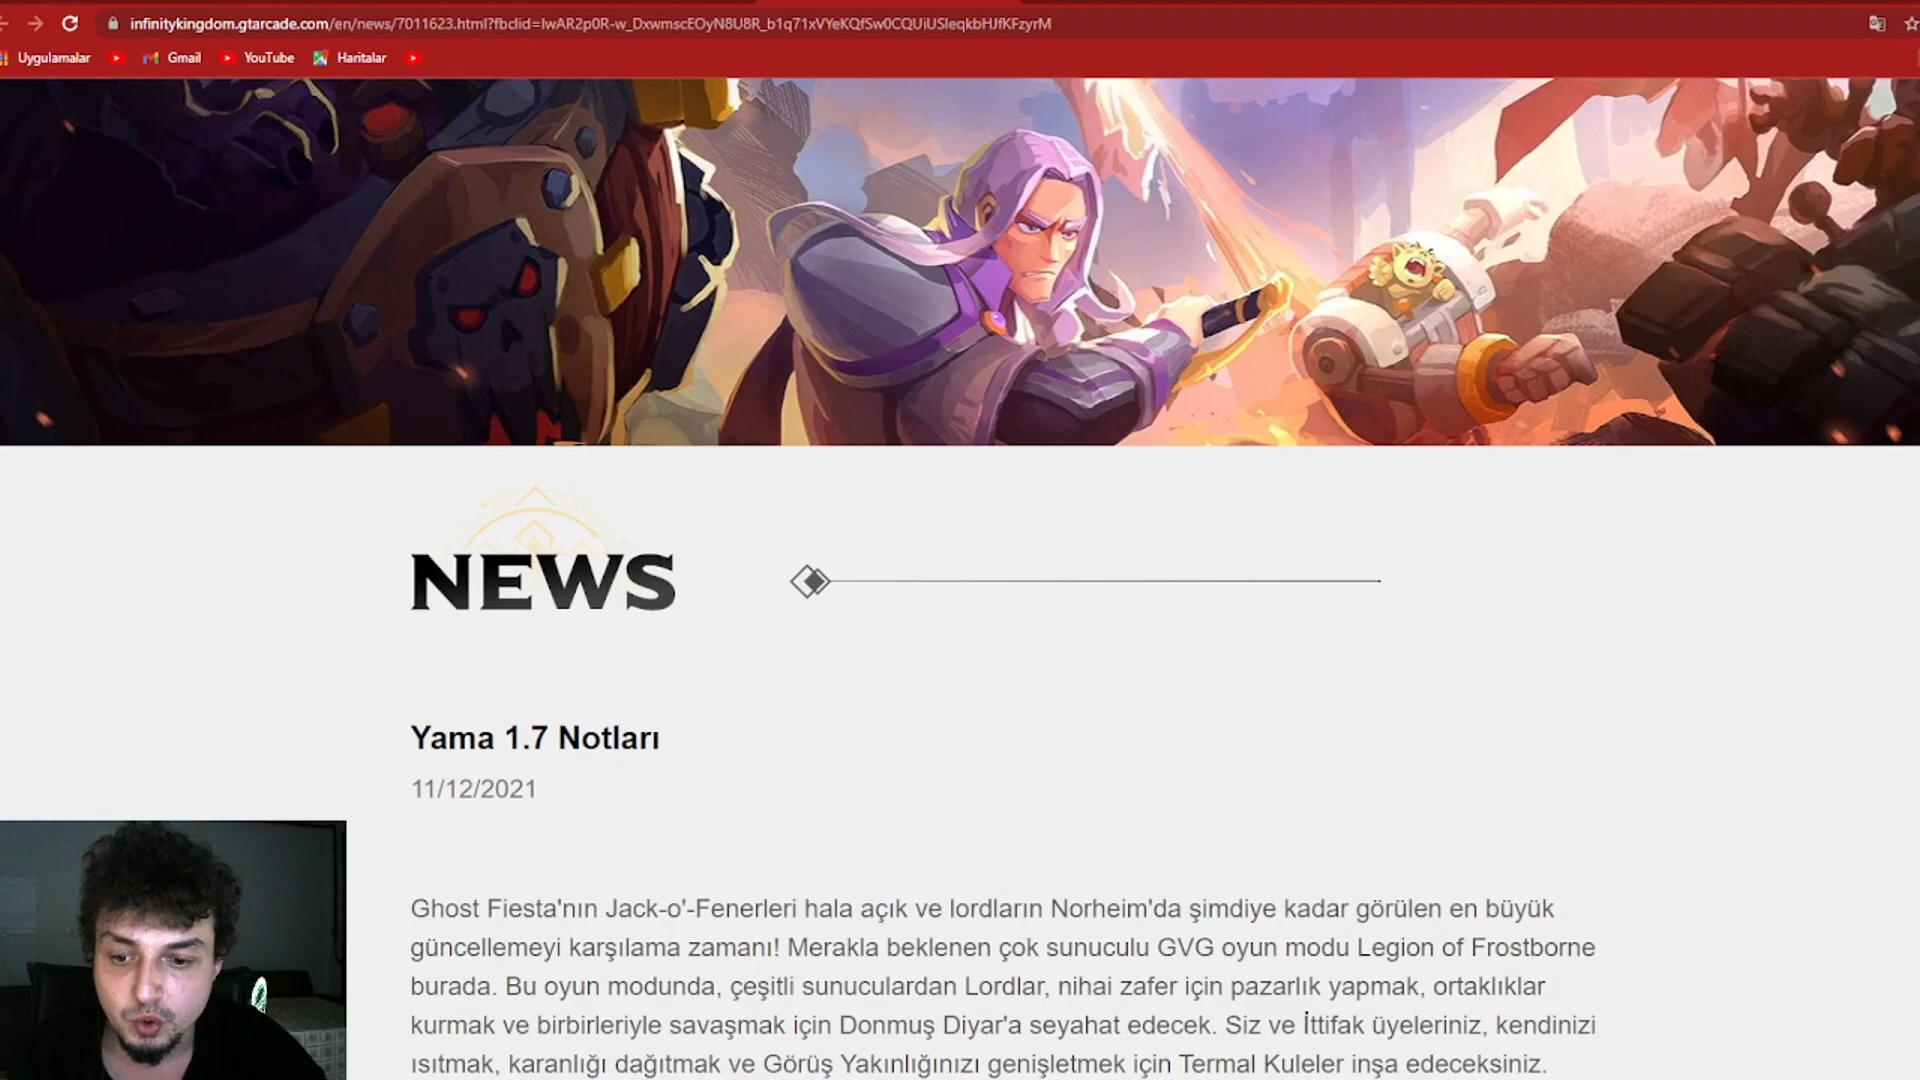 infinitykingdom.gtarcade.com/en/news/7011623.html?fbclid=IwAR2p0R-w_DxwmscEOyN8U8R_b1q71xVYeKQfSw0CQUiUSleqkbHJfKFzyrM
Uygulamalar Gmail YouTube Haritalar
NEWS
Yama 1.7 Notları
11/12/2021
Ghost Fiesta'nın Jack-o'-Fenerleri hala açık ve lordların Norheim'da şimdiye kadar görülen en büyük
güncellemeyi karşılama zamanı! Merakla beklenen çok sunuculu GVG oyun modu Legion of Frostborne
burada. Bu oyun modunda, çeşitli sunuculardan Lordlar, nihai zafer için pazarlık yapmak, ortaklıklar
kurmak ve birbirleriyle savaşmak için Donmuş Diyar'a seyahat edecek. Siz ve İttifak üyeleriniz, kendinizi
ısıtmak, karanlığı dağıtmak ve Görüş Yakınlığınızı genişletmek için Termal Kuleler inşa edeceksiniz.